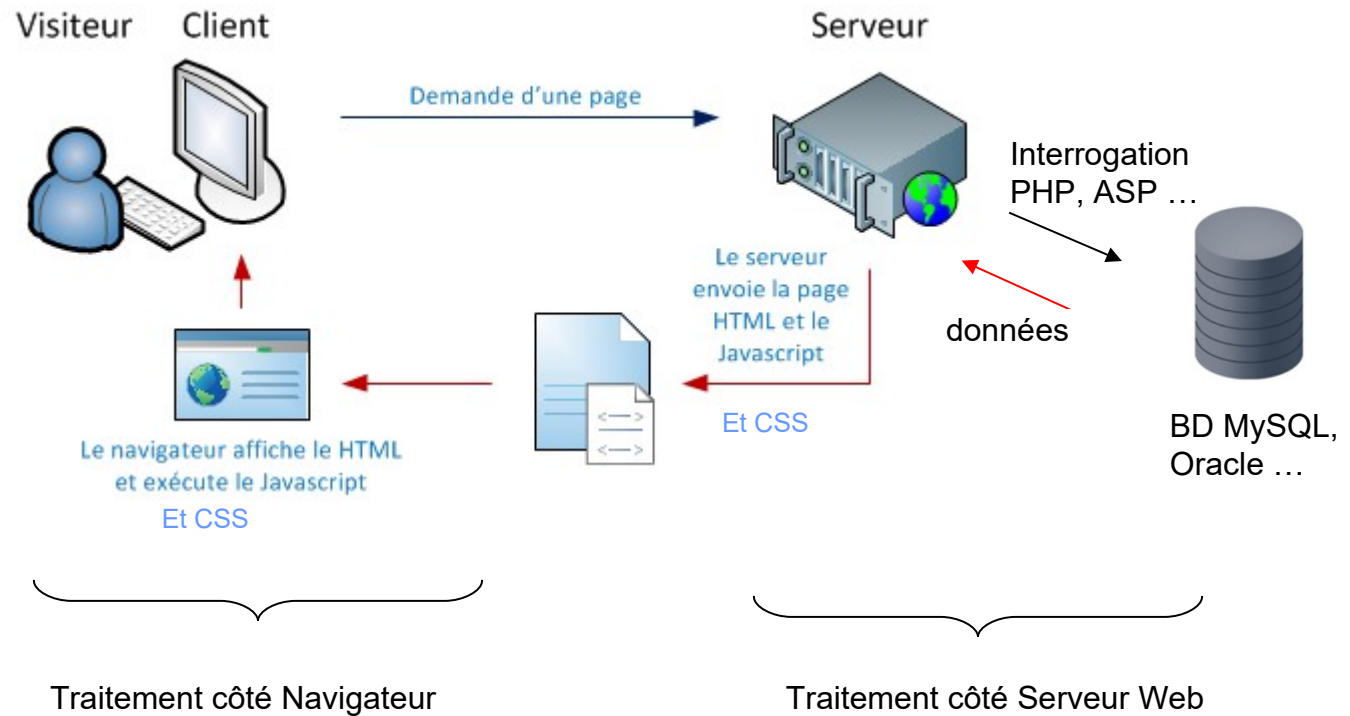 Visiteur
Client
Serveur
Demande d'une page
Interrogation
PHP, ASP …
Le serveur
envoie la page
HTML et le
Javascript
données
Et CSS
BD MySQL,
Oracle …
Le navigateur affiche le HTML
et exécute le Javascript
Et CSS
Traitement côté Navigateur
Traitement côté Serveur Web